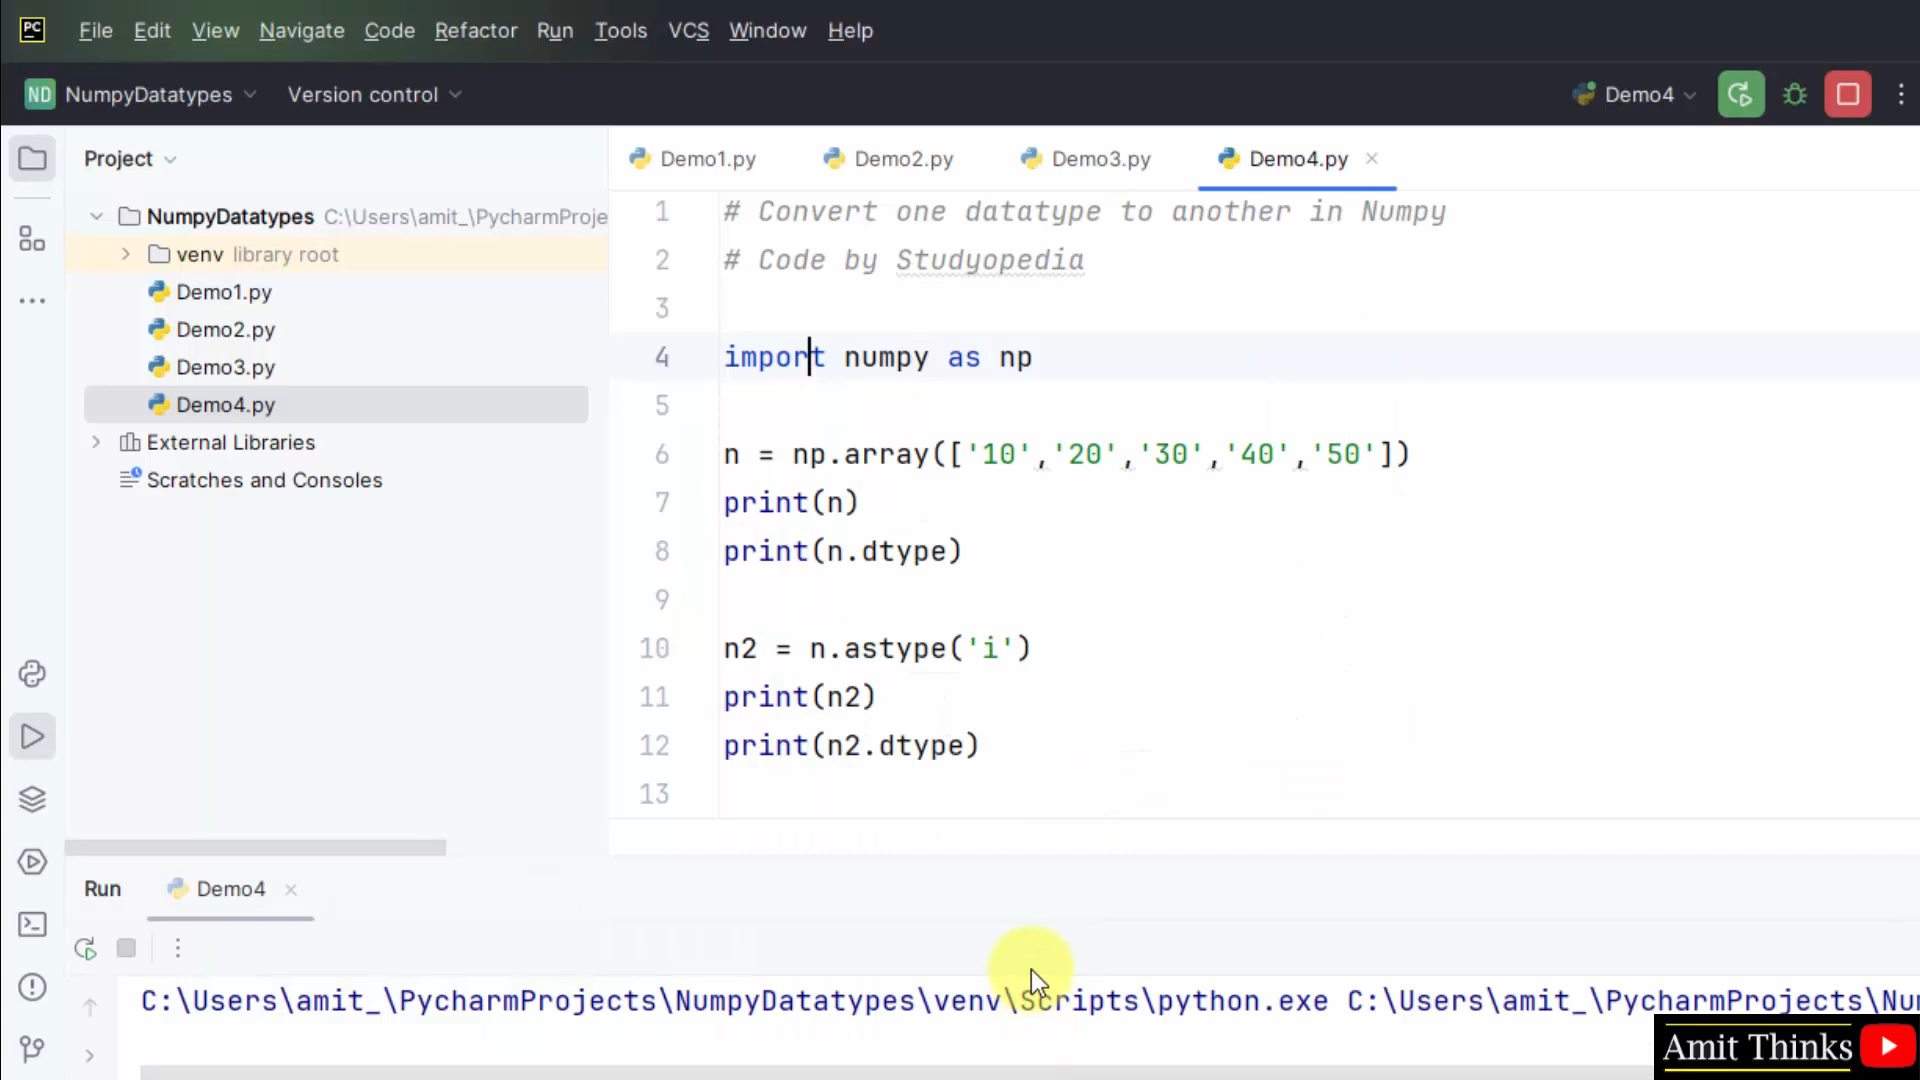 PC File Edit View Navigate Code Refactor Run Tools VCS Window Help
ND NumpyDatatypes Version control Demo4
Project
NumpyDatatypes C:\Users\amit_\PycharmProje
venv library root
Demo1.py
Demo2.py
Demo3.py
Demo4.py
External Libraries
Scratches and Consoles
Demo1.py Demo2.py Demo3.py Demo4.py
1 # Convert one datatype to another in Numpy
2 # Code by Studyopedia
3
4 import numpy as np
5
6 n = np.array(['10','20','30','40','50'])
7 print(n)
8 print(n.dtype)
9
10 n2 = n.astype('i')
11 print(n2)
12 print(n2.dtype)
13
Run Demo4
C:\Users\amit_\PycharmProjects\NumpyDatatypes\venv\Scripts\python.exe C:\Users\amit_\PycharmProjects\Nu
Amit Thinks